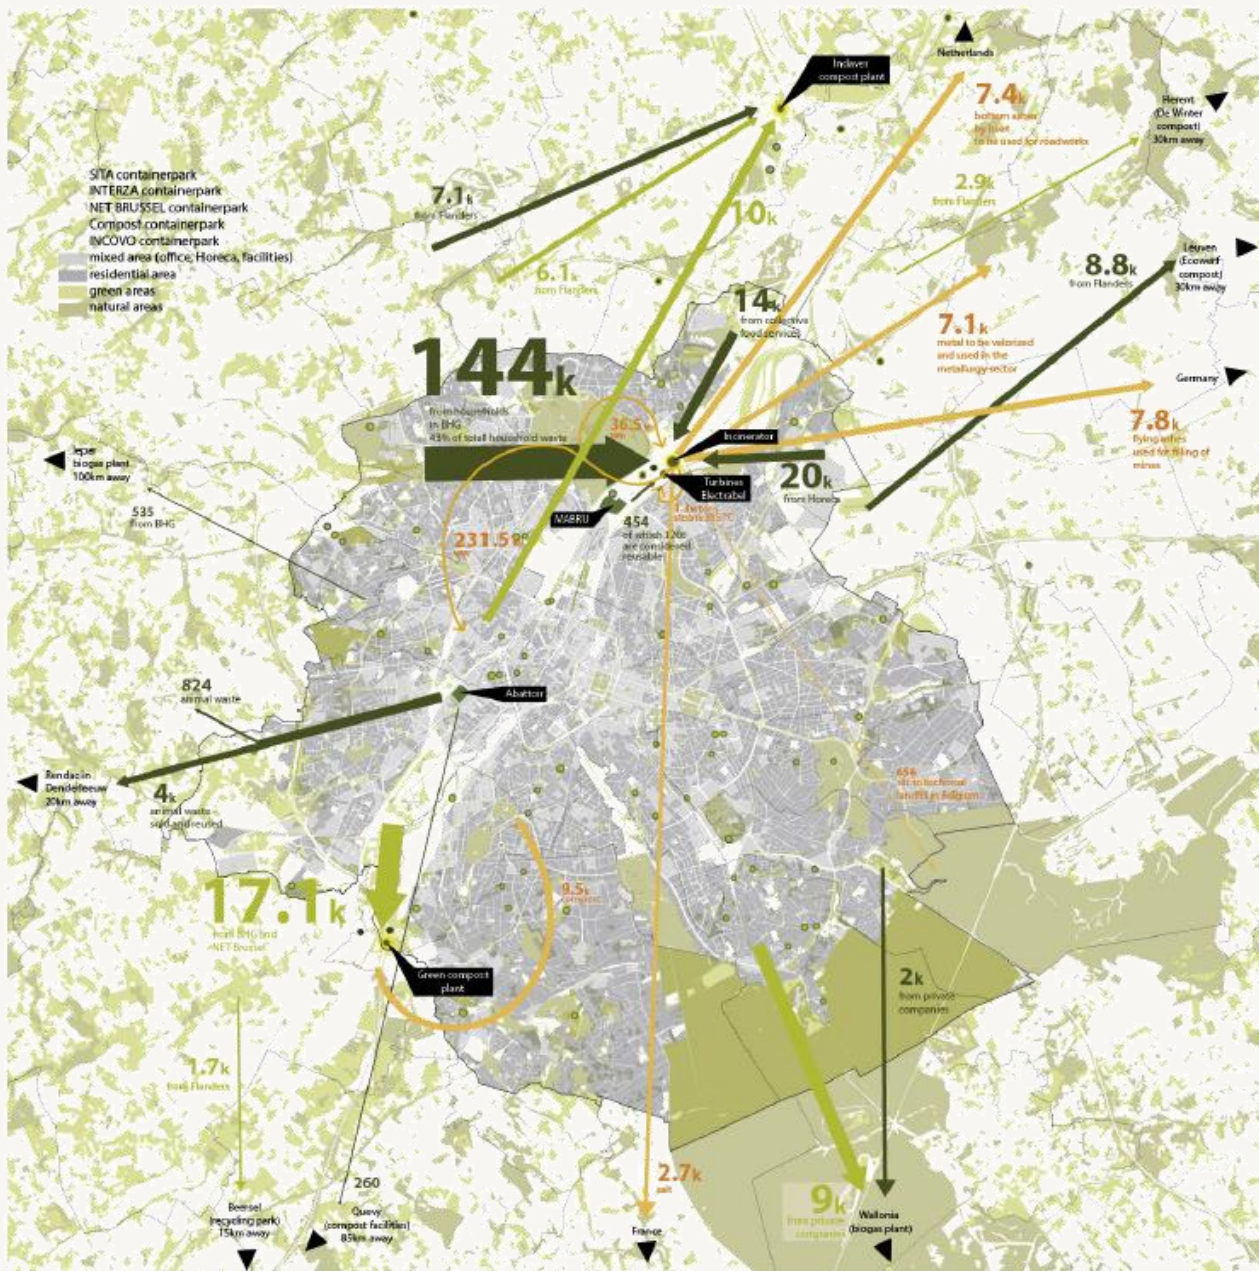 Indaver
compost plant
Netherlands
7.4k
bottom ashes
by boat
to be used for roadworks
Herent
(De Winter
compost)
30km away
SITA containerpark
INTERZA containerpark
NET BRUSSEL containerpark
Compost containerpark
INCOVO containerpark
mixed area (office, Horeca, facilities)
residential area
green areas
natural areas
7.1k
from Flanders
10k
2.9k
from Flanders
6.1k
from Flanders
8.8k
from Flanders
Leuven
(Ecowerf
compost)
30km away
14k
from collective
food services
7.1k
metal to be valorized
and used in the
metallurgy sector
144k
from households
in BHG
43% of totall household waste
Germany
7.8k
flying ashes
used for filling of
mines
36.5
Incinerator
20k
from Horeca
Turbines
Electrabel
Ieper
biogas plant
100km away
535
from BHG
MABRU
454
of which 120t
are considered
reusable
231.5
824
animal waste
Abattoir
Rendac in
Denderleeuw
20km away
4k
animal waste
sold and reused
656
landfill in Belgium
17.1k
from BHG and
NET Brussel
9.5k
compost
Green compost
plant
2k
from private
companies
1.7k
from Flanders
2.7k
salt
260
9k
from private
companies
Beersel
(recycling park)
15km away
Quevy
(compost facilities)
85km away
France
Wallonia
(biogas plant)